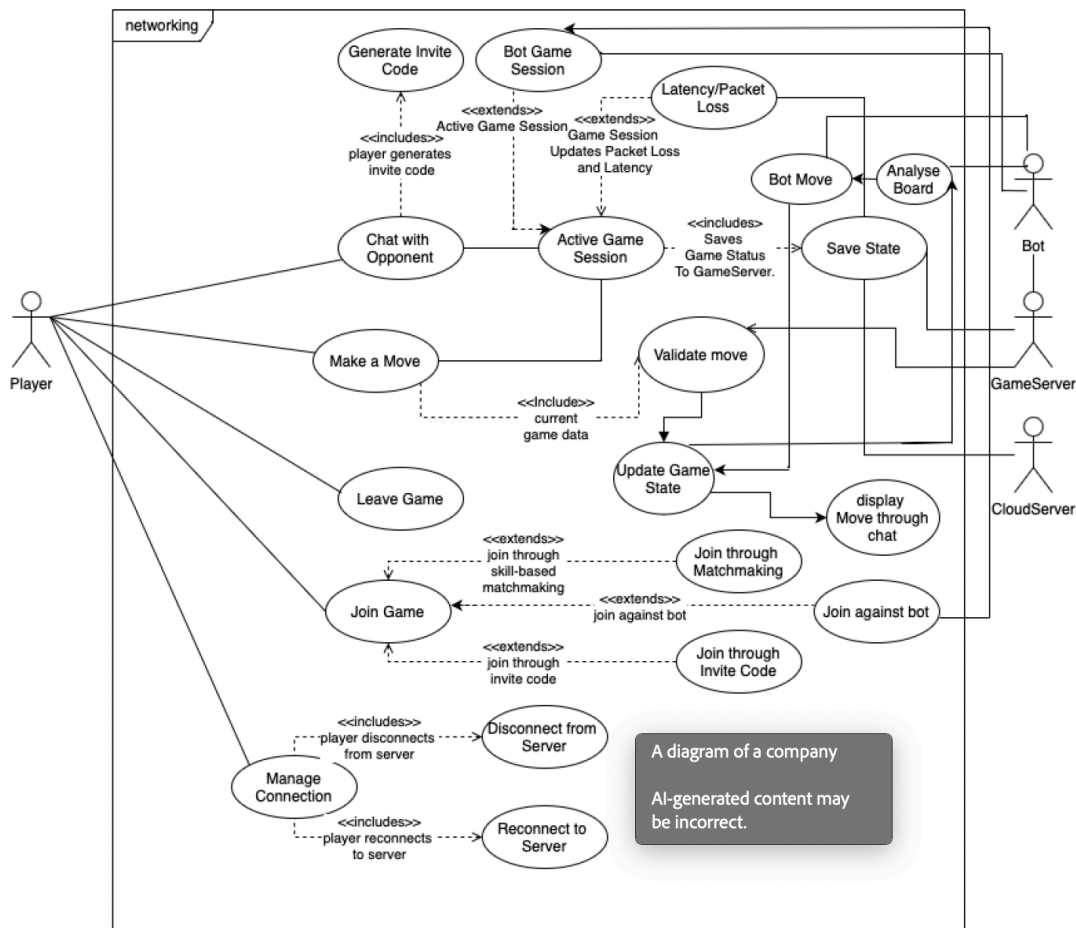 networking
Generate Invite
Code
Bot Game
Session
Latency/Packet
Loss
<<extends>>
Active Game Session
<<extends>>
Game Session
Updates Packet Loss
and Latency
<<includes>>
player generates
invite code
Bot Move
Analyse
Board
Bot
Chat with
Opponent
Active Game
Session
<<includes>
Saves
Game Status
To GameServer.
Save State
Player
Make a Move
Validate move
GameServer
<<Include>>
current
game data
Update Game
State
Leave Game
display
Move through
chat
CloudServer
<<extends>>
join through
skill-based
matchmaking
Join through
Matchmaking
Join Game
<<extends>>
join against bot
Join against bot
<<extends>>
join through
invite code
Join through
Invite Code
<<includes>>
player disconnects
from server
Disconnect from
Server
Manage
Connection
<<includes>>
player reconnects
to server
Reconnect to
Server
A diagram of a company
AI-generated content may
be incorrect.